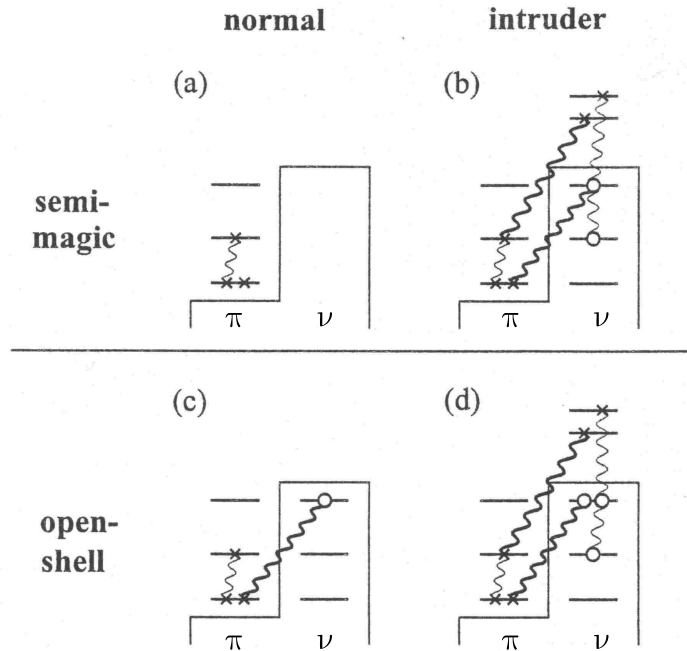 normal intruder
(a) (b)
semi-
magic
π ν π ν
(c) (d)
open-
shell
π ν π ν